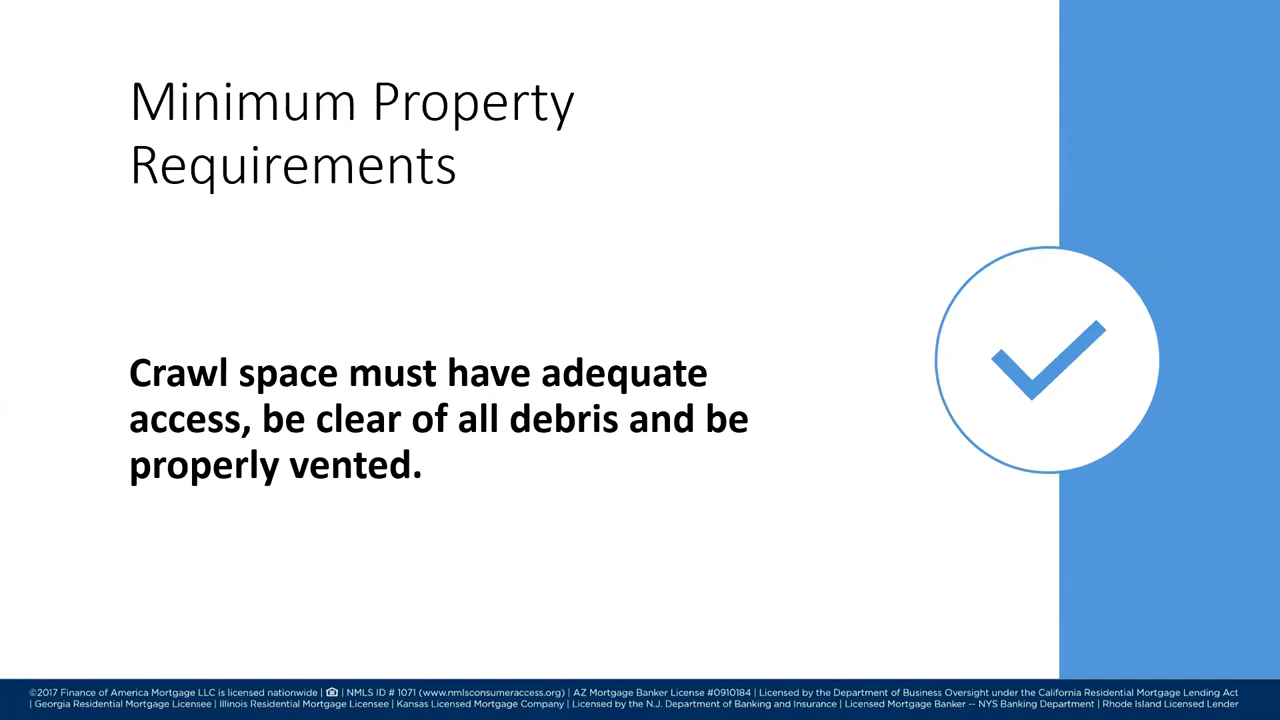 Minimum Property
Requirements
Crawl space must have adequate
access, be clear of all debris and be
properly vented.
©2017 Finance of America Mortgage LLC is licensed nationwide | | NMLS ID # 1071 (www.nmlsconsumeraccess.org) | AZ Mortgage Banker License #0910184 | Licensed by the Department of Business Oversight under the California Residential Mortgage Lending Act
| Georgia Residential Mortgage Licensee | Illinois Residential Mortgage Licensee | Kansas Licensed Mortgage Company | Licensed by the N.J. Department of Banking and Insurance | Licensed Mortgage Banker -- NYS Banking Department | Rhode Island Licensed Lender